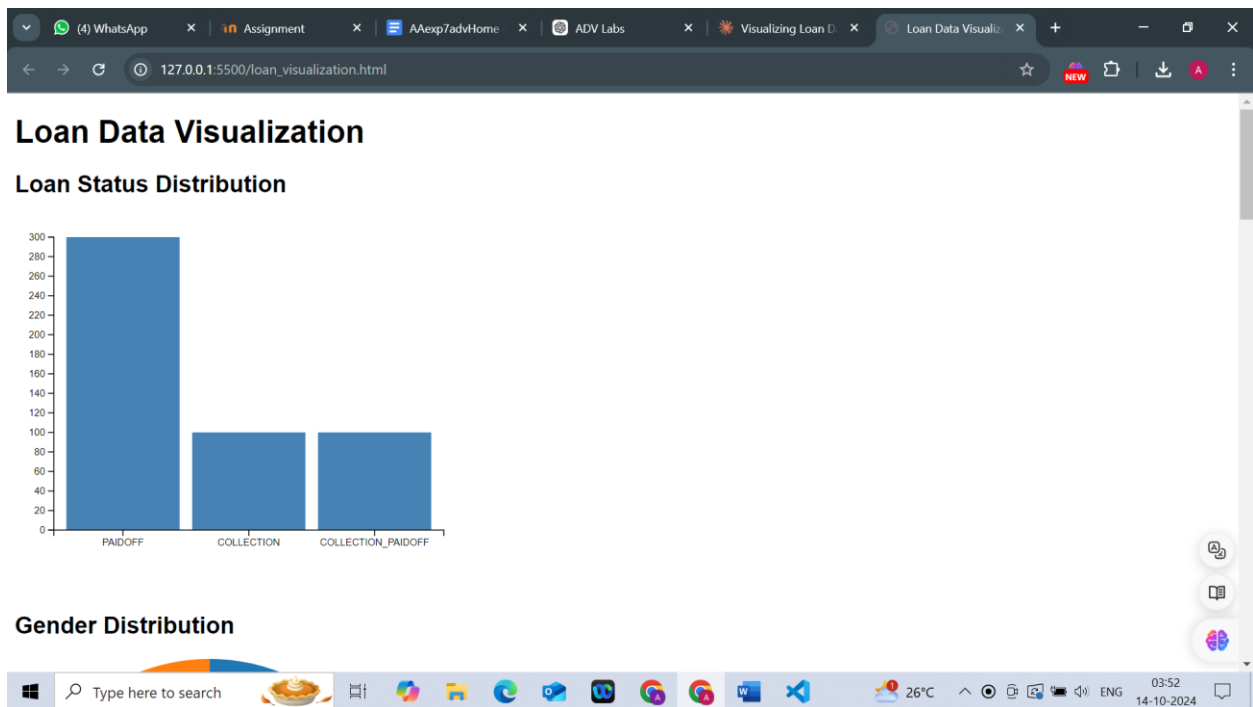 (4) WhatsApp
Assignment
AAexp7advHome
ADV Labs
Visualizing Loan D
Loan Data Visualiz
127.0.0.1:5500/loan_visualization.html
NEW
A
Loan Data Visualization
Loan Status Distribution
300
280
260
240
220
200
180
160
140
120
100
80
60
40
20
0
PAIDOFF COLLECTION COLLECTION_PAIDOFF
Gender Distribution
Type here to search
1
26°C
ENG
03:52
14-10-2024